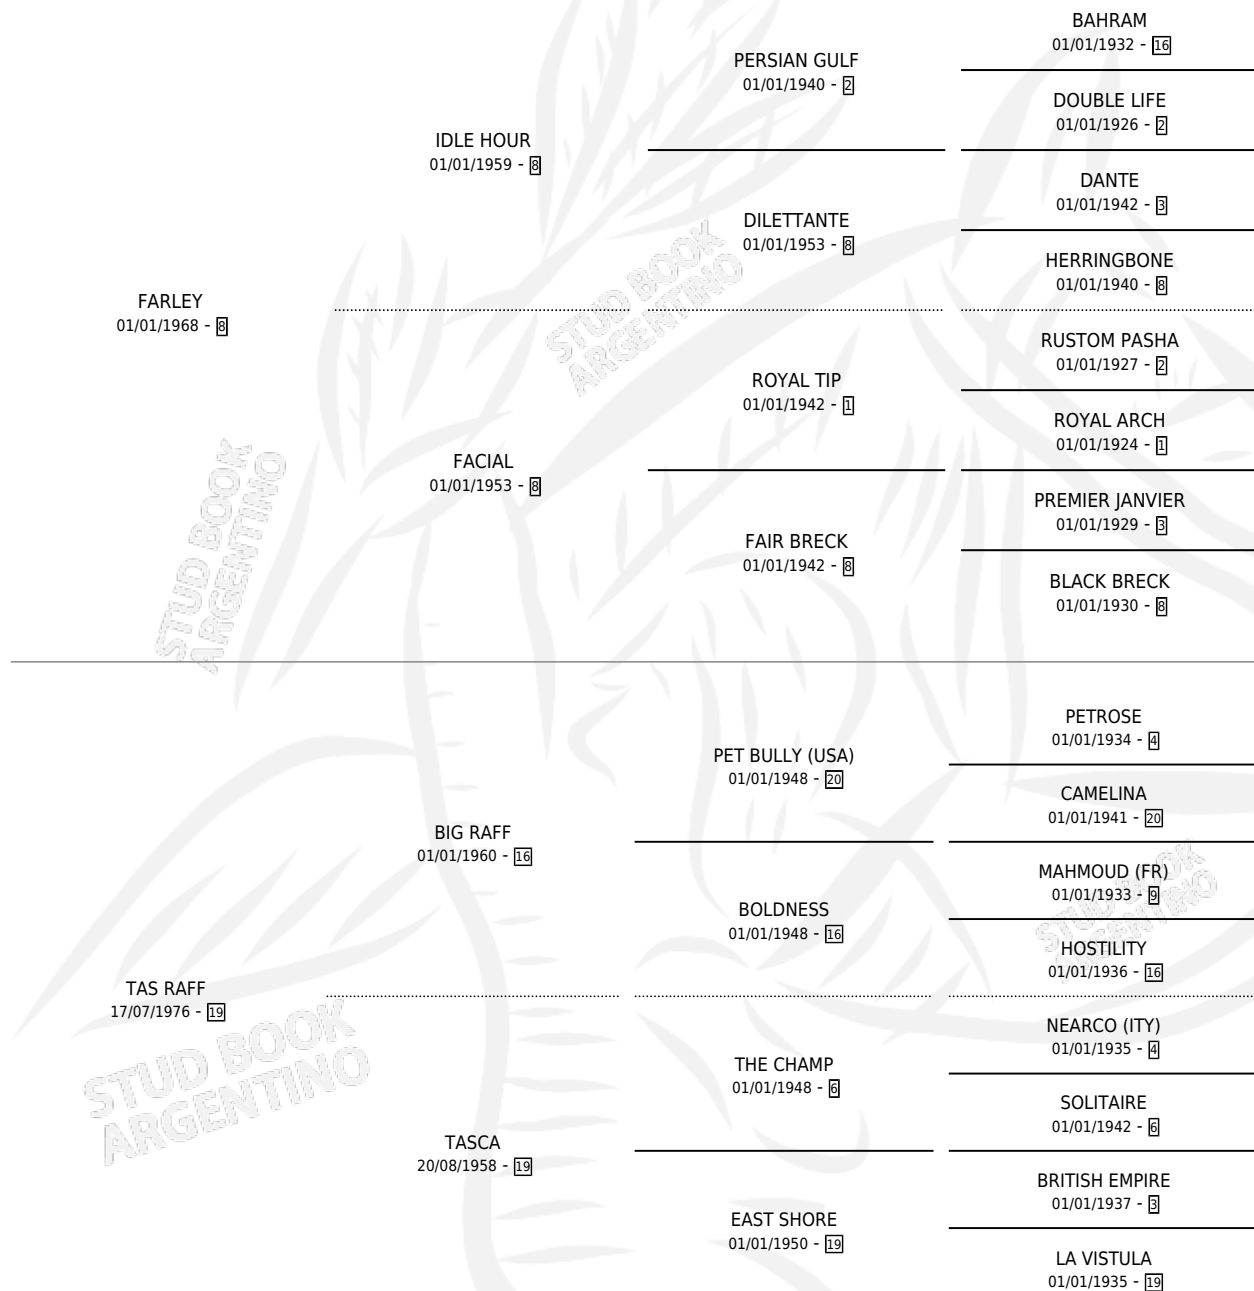 BAHRAM
01/01/1932 - 16
PERSIAN GULF
01/01/1940 - 2
DOUBLE LIFE
01/01/1926 - 2
IDLE HOUR
01/01/1959 - 8
DANTE
01/01/1942 - 3
DILETTANTE
01/01/1953 - 8
HERRINGBONE
01/01/1940 - 8
FARLEY
01/01/1968 - 8
RUSTOM PASHA
01/01/1927 - 2
ROYAL TIP
01/01/1942 - 1
ROYAL ARCH
01/01/1924 - 1
FACIAL
01/01/1953 - 8
PREMIER JANVIER
01/01/1929 - 3
FAIR BRECK
01/01/1942 - 8
BLACK BRECK
01/01/1930 - 8
PETROSE
01/01/1934 - 4
PET BULLY (USA)
01/01/1948 - 20
CAMELINA
01/01/1941 - 20
BIG RAFF
01/01/1960 - 16
MAHMOUD (FR)
01/01/1933 - 9
BOLDNESS
01/01/1948 - 16
HOSTILITY
01/01/1936 - 16
TAS RAFF
17/07/1976 - 19
NEARCO (ITY)
01/01/1935 - 4
THE CHAMP
01/01/1948 - 6
SOLITAIRE
01/01/1942 - 6
TASCA
20/08/1958 - 19
BRITISH EMPIRE
01/01/1937 - 3
EAST SHORE
01/01/1950 - 19
LA VISTULA
01/01/1935 - 19
STUD BOOK
ARGENTINO
STUD BOOK
ARGENTINO
STUD BOOK
ARGENTINO
STUD BOOK
ARGENTINO